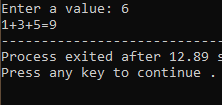 Enter a value: 6
1+3+5=9
--------------------------------
Process exited after 12.89 s
Press any key to continue .